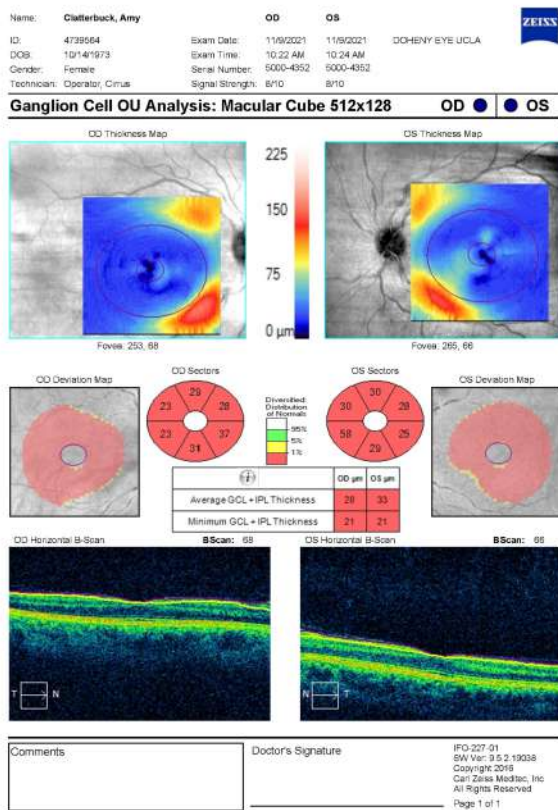 Name: Clatterbuck, Amy OD OS
ZEISS
ID: 4739564 Exam Date: 11/9/2021 11/9/2021 DOHENY EYE UCLA
DOB: 10/14/1973 Exam Time: 10:22 AM 10:24 AM
Gender: Female Serial Number: 5000-4352 5000-4352
Technician: Operator, Cirrus Signal Strength: 8/10 8/10
Ganglion Cell OU Analysis: Macular Cube 512x128 OD OS
OD Thickness Map OS Thickness Map
225
150
75
0 µm
Fovea: 253, 68 Fovea: 265, 66
OD Deviation Map OD Sectors OS Sectors OS Deviation Map
29
23 28
23 37
31
Diversified:
Distribution
of Normals
95%
5%
1%
30
30 28
58 25
29
OD µm OS µm
Average GCL + IPL Thickness 28 33
Minimum GCL + IPL Thickness 21 21
OD Horizontal B-Scan BScan: 68 OS Horizontal B-Scan BScan: 66
T N N T
Comments Doctor's Signature
IFO-227-01
SW Ver: 9.5.2.19038
Copyright 2016
Carl Zeiss Meditec, Inc
All Rights Reserved
Page 1 of 1